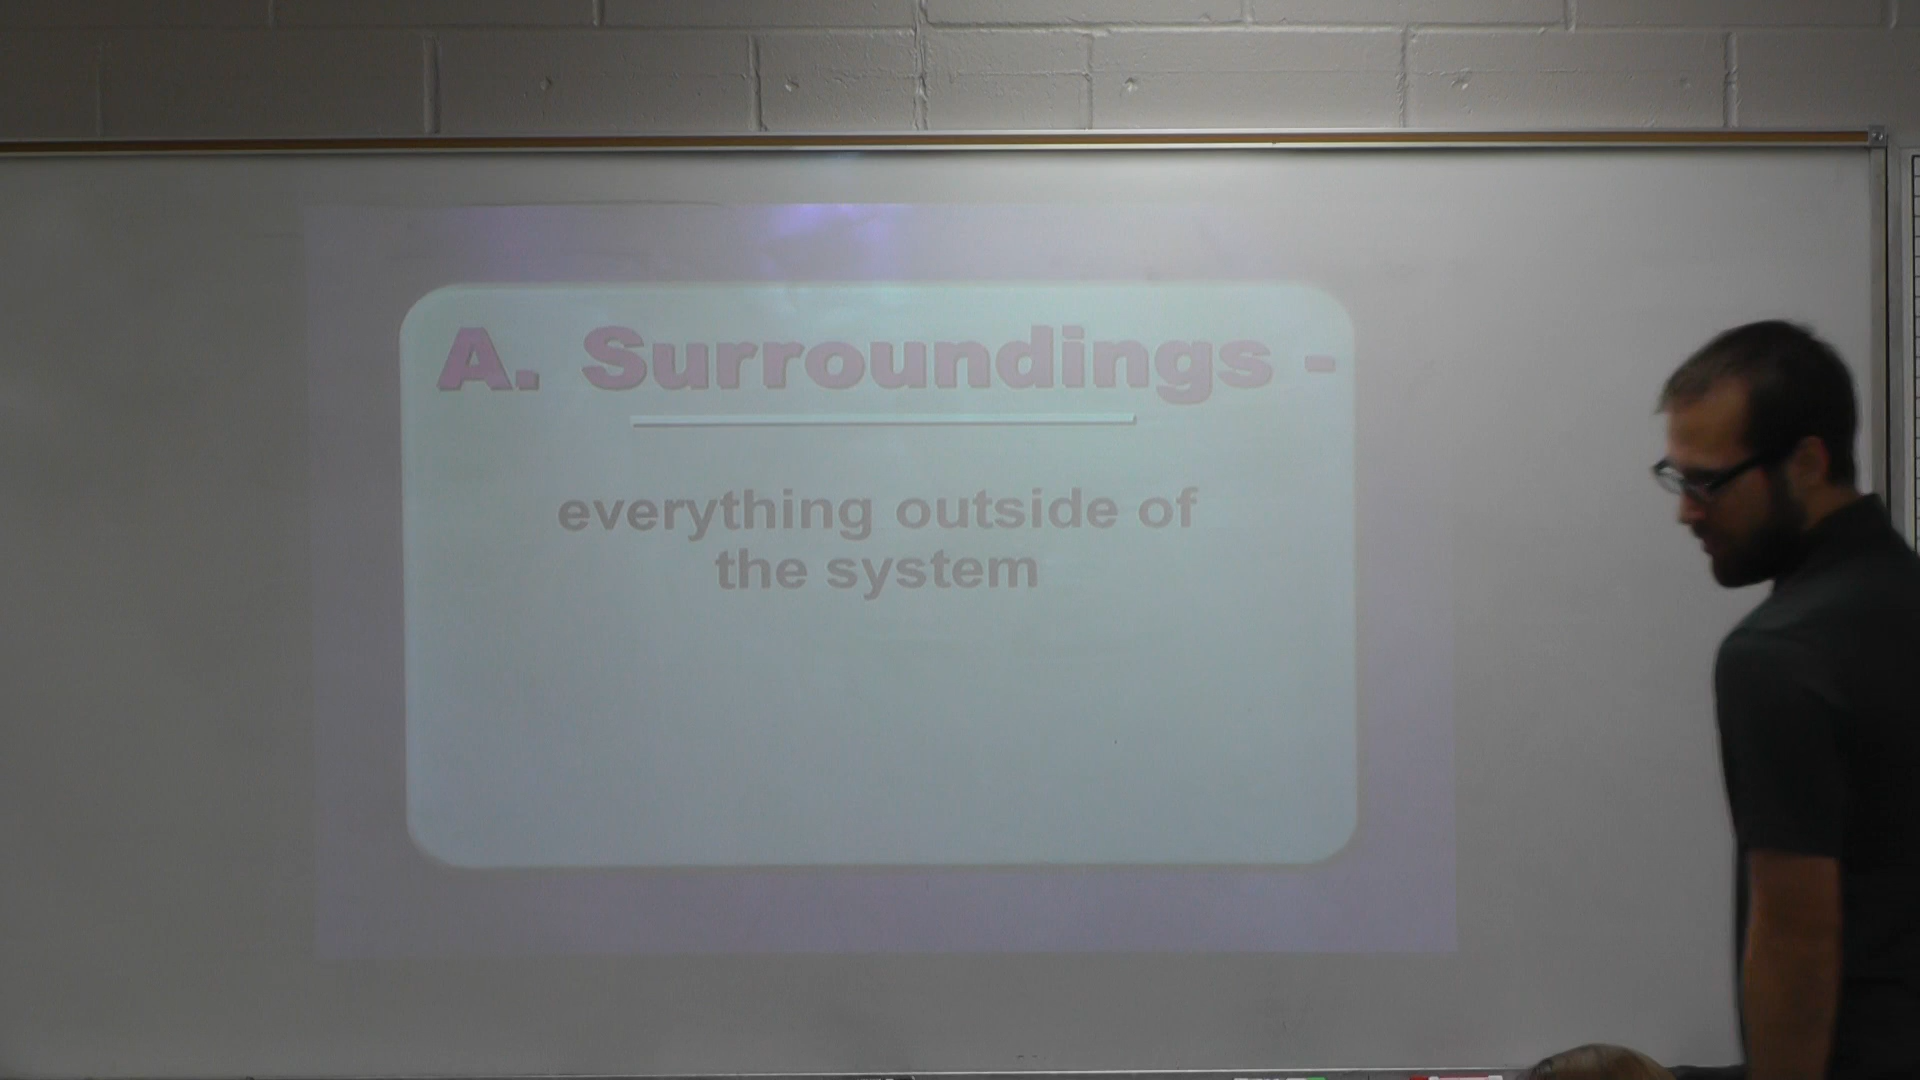 A. Surroundings -
everything outside of
the system